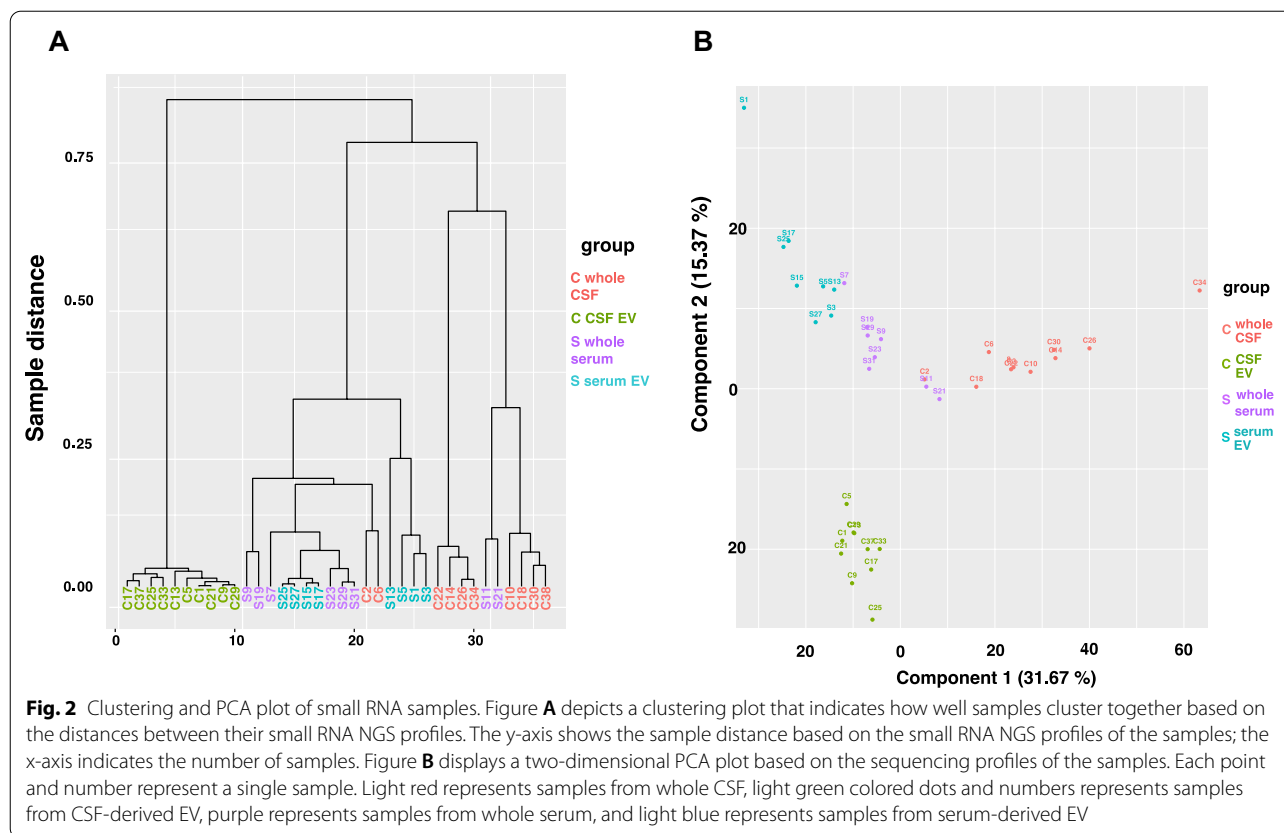 A
Sample distance
0.75
0.50
0.25
0.00
C17 C37 C25 C33 C13 C5 C1 C21 C9 C29 S9 S19 S7 S25 S27 S15 S17 S23 S29 S31 C2 C6 S13 S5 S1 S3 C22 C14 C26 C34 S11 S21 C10 C18 C30 C38
0 10 20 30
group
C whole
CSF
C CSF EV
S whole
serum
S serum EV
B
Component 2 (15.37 %)
20
0
20
S1
S17
S25
S15
S5 S13
S7
S27
S3
S19
S29
S9
S23
S31
C2
S11
S21
C6
C18
C10
C30
C14
C26
C34
C5
C1
C21
C37 C33
C17
C9
C25
20 0 20 40 60
Component 1 (31.67 %)
group
C whole
CSF
C CSF
EV
S whole
serum
S serum
EV
Fig. 2 Clustering and PCA plot of small RNA samples. Figure A depicts a clustering plot that indicates how well samples cluster together based on
the distances between their small RNA NGS profiles. The y-axis shows the sample distance based on the small RNA NGS profiles of the samples; the
x-axis indicates the number of samples. Figure B displays a two-dimensional PCA plot based on the sequencing profiles of the samples. Each point
and number represent a single sample. Light red represents samples from whole CSF, light green colored dots and numbers represents samples
from CSF-derived EV, purple represents samples from whole serum, and light blue represents samples from serum-derived EV